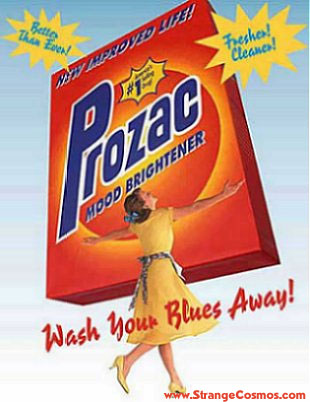 Better
Than Ever!
Fresher!
Cleaner!
NEW IMPROVED LIFE!
#1
Prozac
MOOD BRIGHTENER
Wash Your Blues Away!
www.StrangeCosmos.com